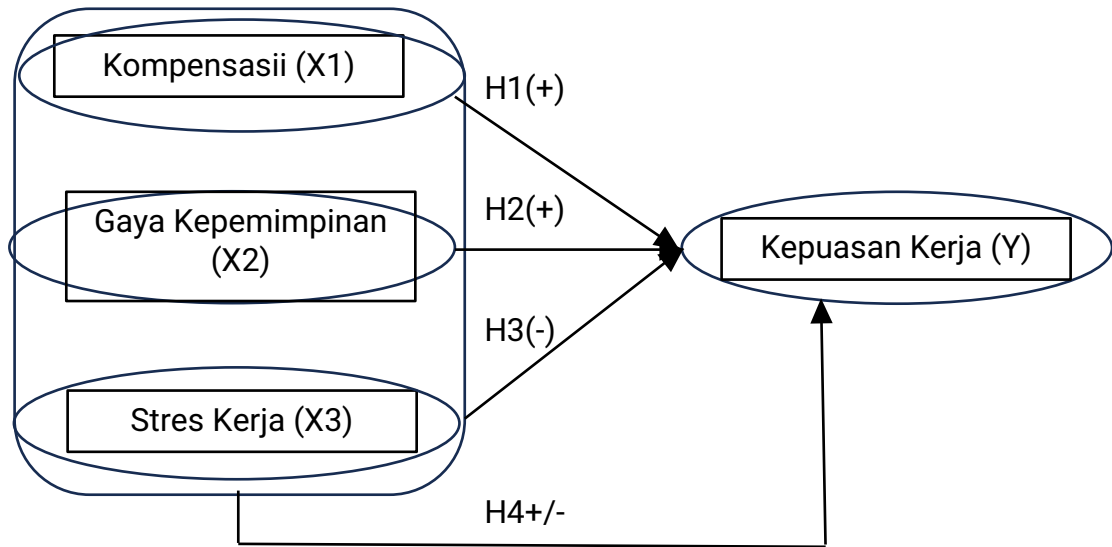 Kompensasii (X1)
H1(+)
Gaya Kepemimpinan
(X2)
H2(+)
Kepuasan Kerja (Y)
H3(-)
Stres Kerja (X3)
H4+/-